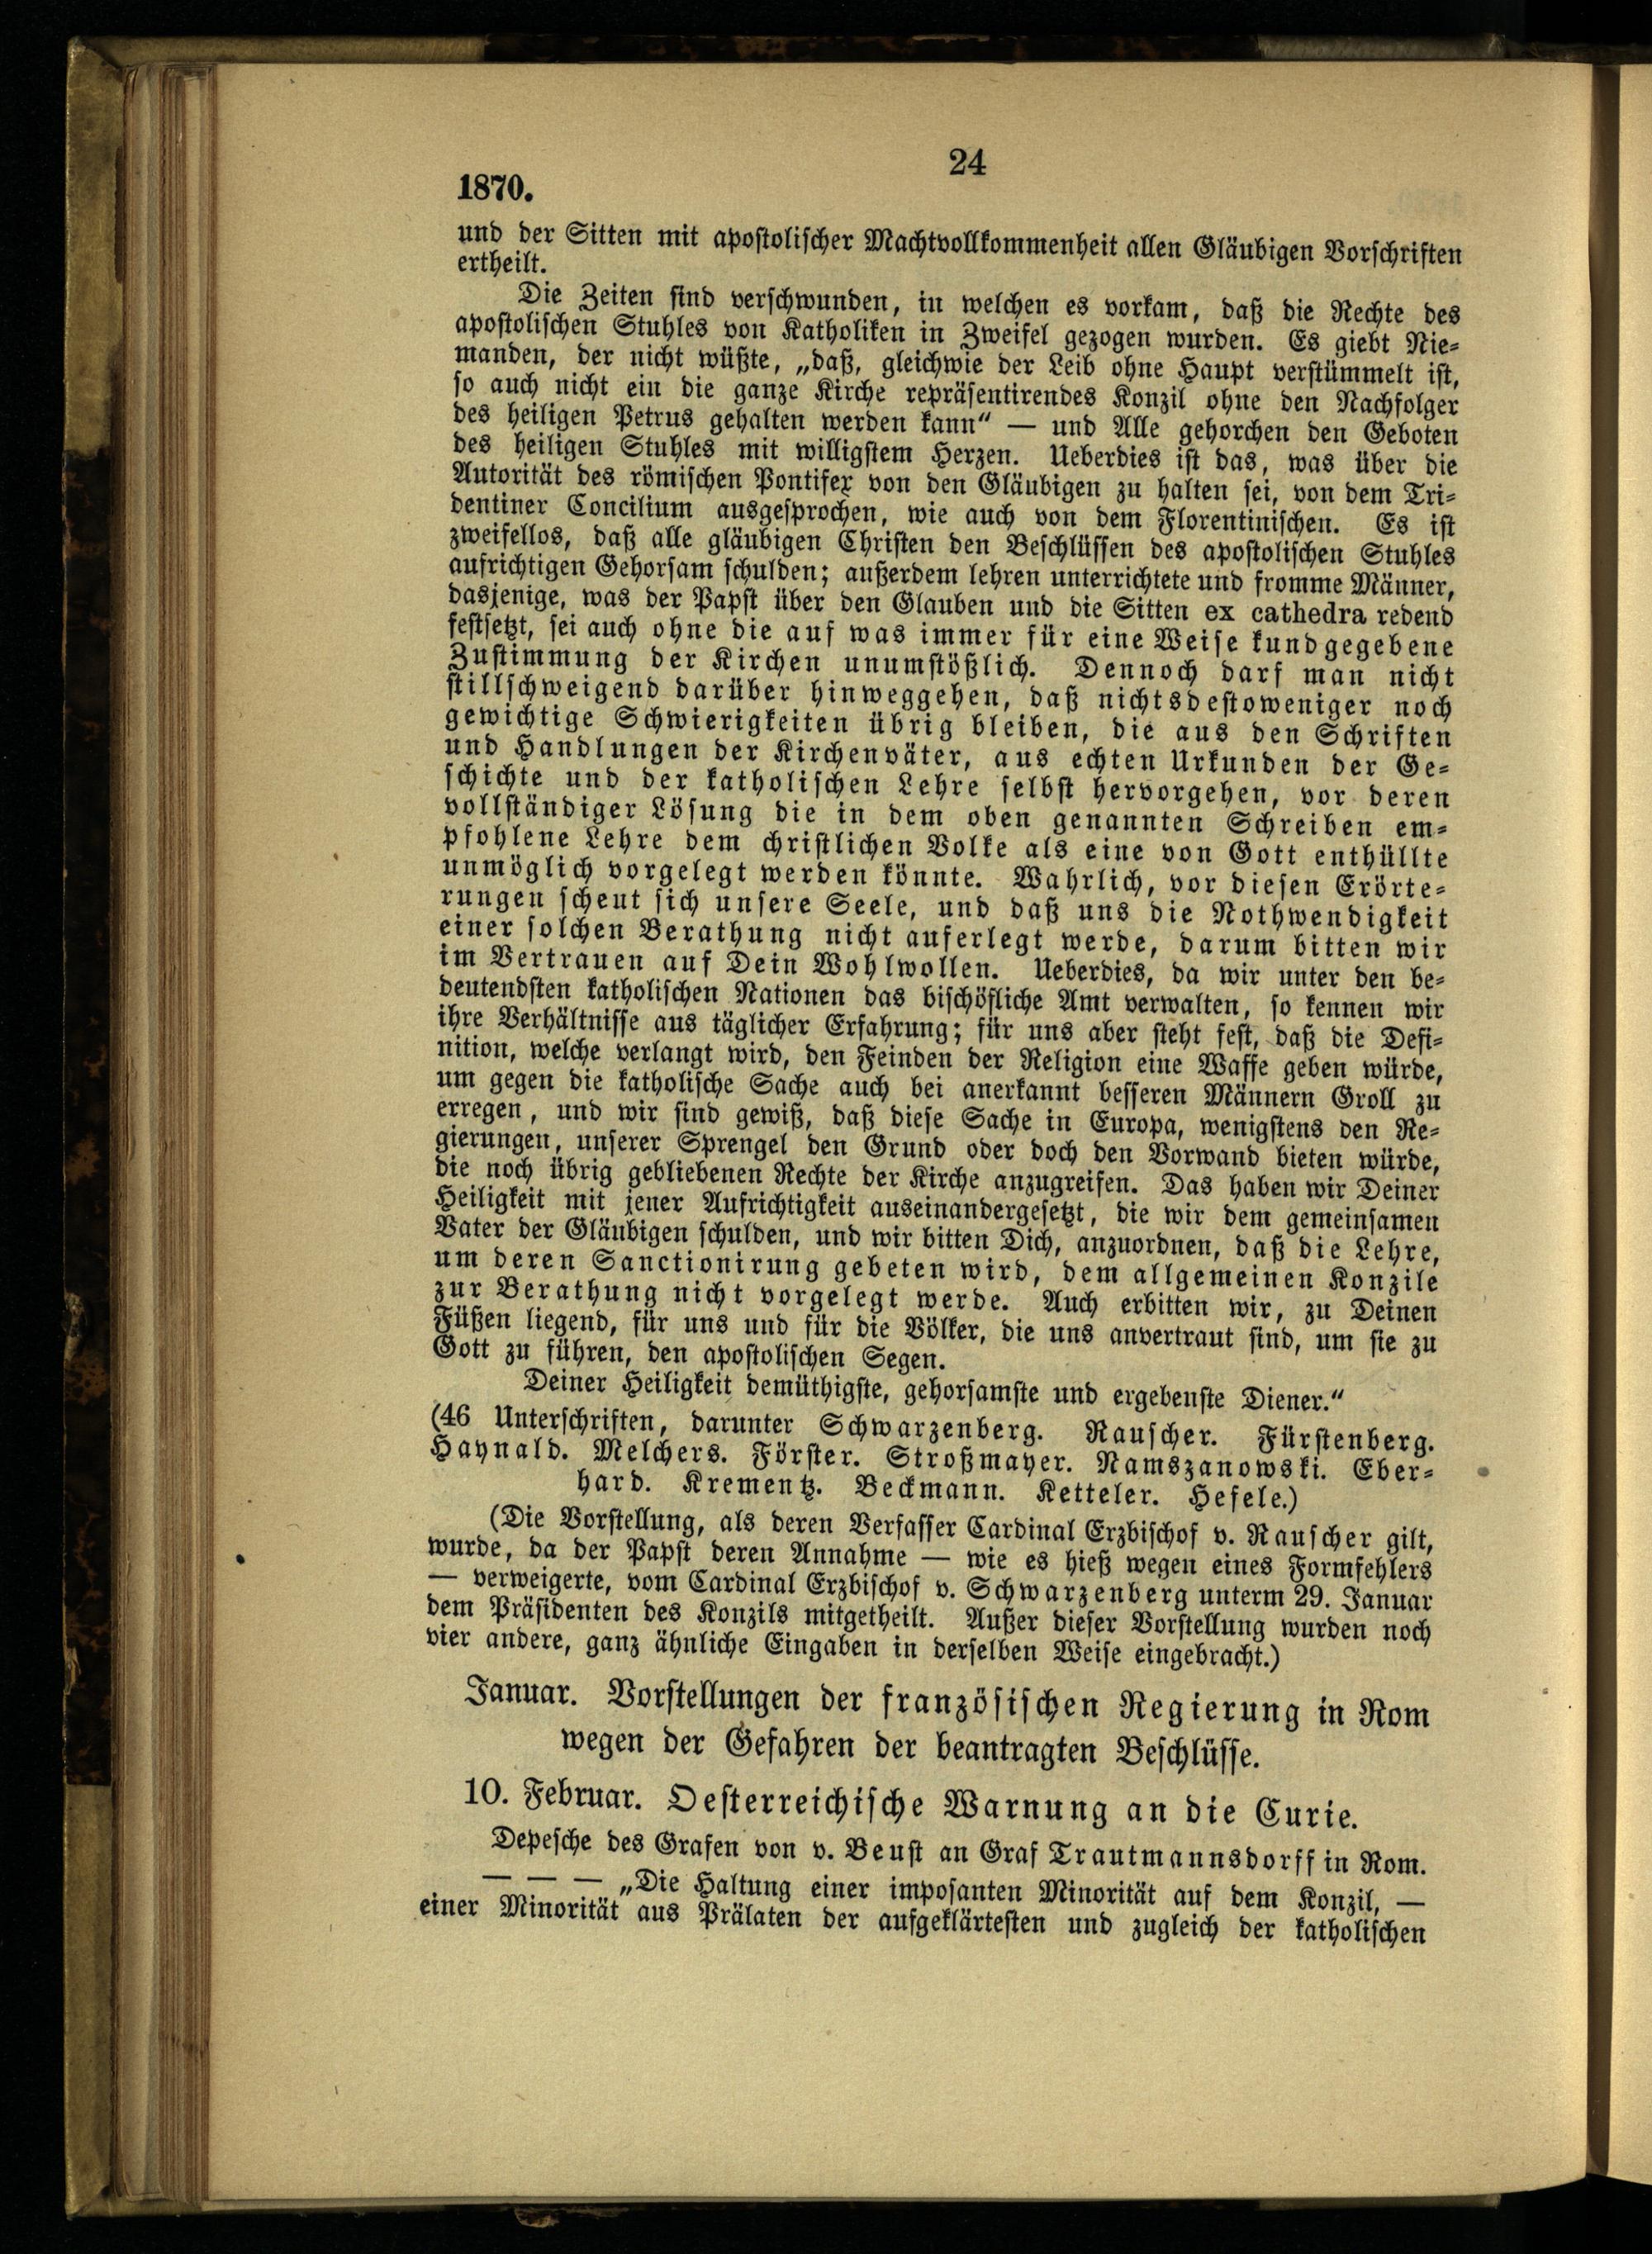 24
1870.
und der Sitten mit apostolischer Machtvollkommenheit allen Gläubigen Vorschriften
ertheilt.
Die Zeiten sind verschwunden, in welchen es vorkam, daß die Rechte des
apostolischen Stuhles von Katholiken in Zweifel gezogen wurden. Es giebt Nie-
manden, der nicht wüßte, „daß, gleichwie der Leib ohne Haupt verstümmelt ist,
so auch nicht ein die ganze Kirche repräsentirendes Konzil ohne den Nachfolger
des heiligen Petrus gehalten werden kann“ — und Alle gehorchen den Geboten
des heiligen Stuhles mit willigstem Herzen. Ueberdies ist das, was über die
Autorität des römischen Pontifex von den Gläubigen zu halten sei, von dem Tri-
dentiner Concilium ausgesprochen, wie auch von dem Florentinischen. Es ist
zweifellos, daß alle gläubigen Christen den Beschlüssen des apostolischen Stuhles
aufrichtigen Gehorsam schulden; außerdem lehren unterrichtete und fromme Männer,
dasjenige, was der Papst über den Glauben und die Sitten ex cathedra redend
festsetzt, sei auch ohne die auf was immer für eine Weise kundgegebene
Zustimmung der Kirchen unumstößlich. Dennoch darf man nicht
stillschweigend darüber hinweggehen, daß nichtsdestoweniger noch
gewichtige Schwierigkeiten übrig bleiben, die aus den Schriften
und Handlungen der Kirchenväter, aus echten Urkunden der Ge-
schichte und der katholischen Lehre selbst hervorgehen, vor deren
vollständiger Lösung die in dem oben genannten Schreiben em-
pfohlene Lehre dem christlichen Volke als eine von Gott enthüllte
unmöglich vorgelegt werden könnte. Wahrlich, vor diesen Erörte-
rungen scheut sich unsere Seele, und daß uns die Nothwendigkeit
einer solchen Berathung nicht auferlegt werde, darum bitten wir
im Vertrauen auf Dein Wohlwollen. Ueberdies, da wir unter den be-
deutendsten katholischen Nationen das bischöfliche Amt verwalten, so kennen wir
ihre Verhältnisse aus täglicher Erfahrung; für uns aber steht fest, daß die Defi-
nition, welche verlangt wird, den Feinden der Religion eine Waffe geben würde,
um gegen die katholische Sache auch bei anerkannt besseren Männern Groll zu
erregen, und wir sind gewiß, daß diese Sache in Europa, wenigstens den Re-
gierungen, unserer Sprengel den Grund oder doch den Vorwand bieten würde,
die noch übrig gebliebenen Rechte der Kirche anzugreifen. Das haben wir Deiner
Heiligkeit mit jener Aufrichtigkeit auseinandergesetzt, die wir dem gemeinsamen
Vater der Gläubigen schulden, und wir bitten Dich, anzuordnen, daß die Lehre,
um deren Sanctionirung gebeten wird, dem allgemeinen Konzile
zur Berathung nicht vorgelegt werde. Auch erbitten wir, zu Deinen
Füßen liegend, für uns und für die Völker, die uns anvertraut sind, um sie zu
Gott zu führen, den apostolischen Segen.
Deiner Heiligkeit demüthigste, gehorsamste und ergebenste Diener.“
(46 Unterschriften, darunter Schwarzenberg. Rauscher. Fürstenberg.
Haynald. Melchers. Förster. Stroßmayer. Namszanowski. Eber-
hard. Krementz. Beckmann. Ketteler. Hefele.)
(Die Vorstellung, als deren Verfasser Cardinal Erzbischof v. Rauscher gilt,
wurde, da der Papst deren Annahme — wie es hieß wegen eines Formfehlers
— verweigerte, vom Cardinal Erzbischof v. Schwarzenberg unterm 29. Januar
dem Präsidenten des Konzils mitgetheilt. Außer dieser Vorstellung wurden noch
vier andere, ganz ähnliche Eingaben in derselben Weise eingebracht.)
Januar. Vorstellungen der französischen Regierung in Rom
wegen der Gefahren der beantragten Beschlüsse.
10. Februar. Oesterreichische Warnung an die Curie.
Depesche des Grafen von v. Beust an Graf Trautmannsdorff in Rom.
— — — „Die Haltung einer imposanten Minorität auf dem Konzil, —
einer Minorität aus Prälaten der aufgeklärtesten und zugleich der katholischen